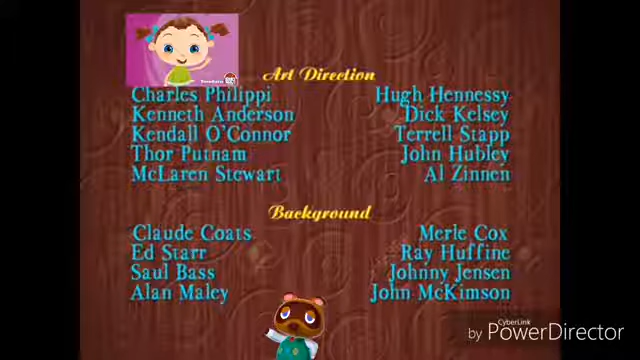 Art Direction
Charles Philippi Hugh Hennessy
Kenneth Anderson Dick Kelsey
Kendall O'Connor Terrell Stapp
Thor Putnam John Hubley
McLaren Stewart Al Zinnen
Background
Claude Coats Merle Cox
Ed Starr Ray Huffine
Saul Bass Johnny Jensen
Alan Maley John McKimson
CyberLink
by PowerDirector